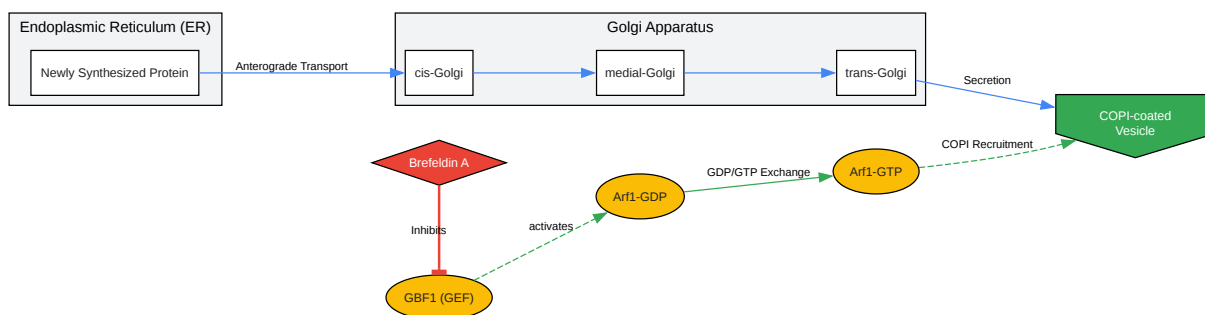 Endoplasmic Reticulum (ER)
Golgi Apparatus
Newly Synthesized Protein
Anterograde Transport
cis-Golgi
medial-Golgi
trans-Golgi
Secretion
COPI-coated
Vesicle
Brefeldin A
Inhibits
GBF1 (GEF)
activates
Arf1-GDP
GDP/GTP Exchange
Arf1-GTP
COPI Recruitment